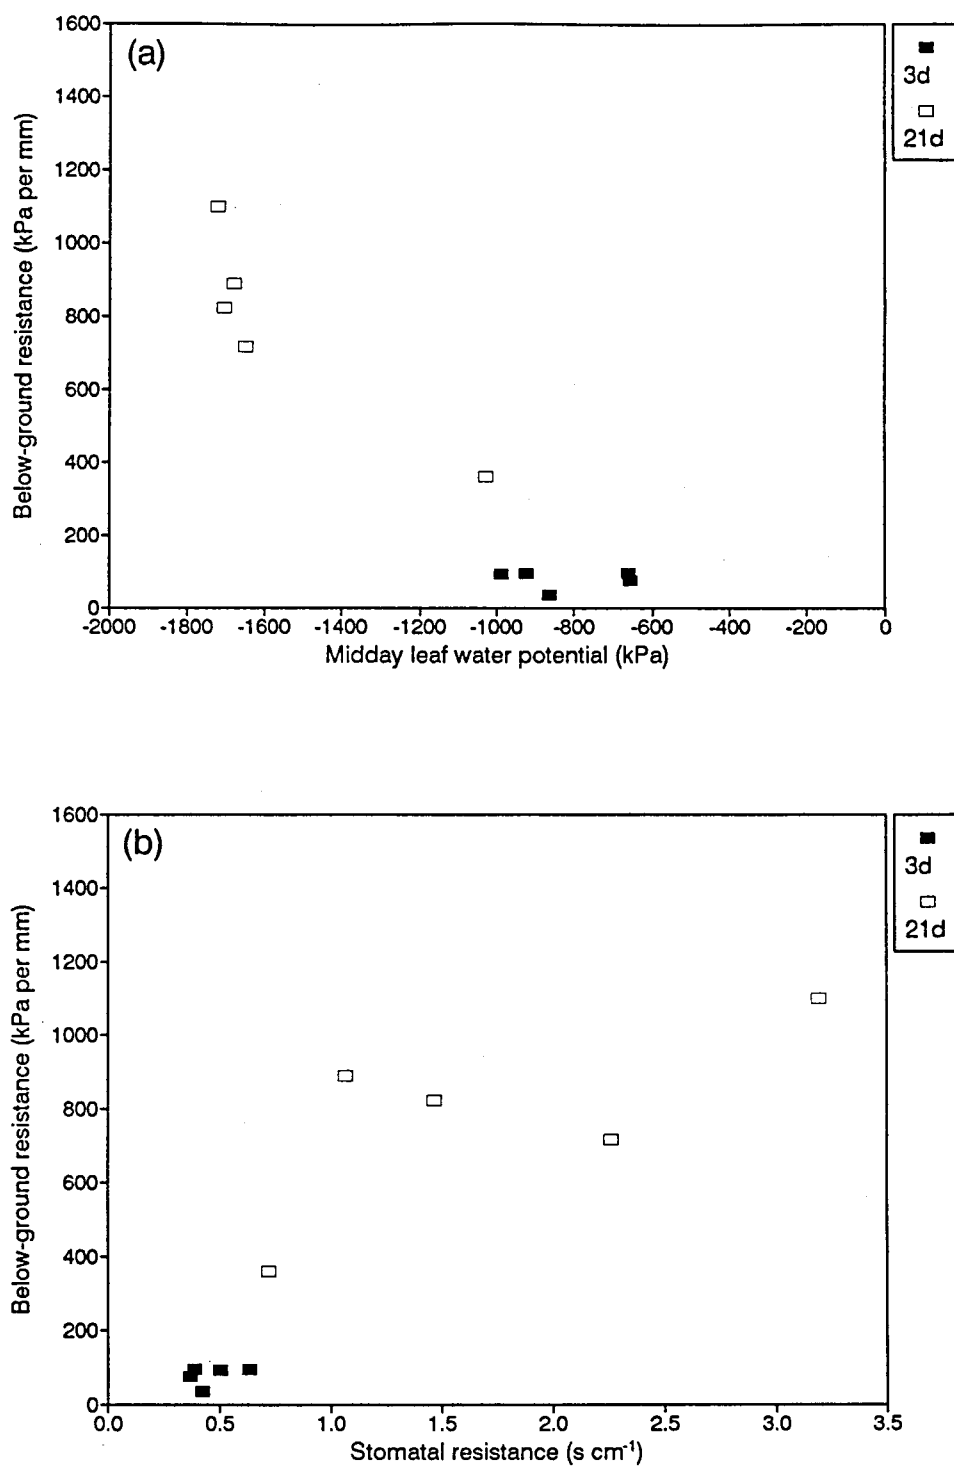 1600
(a)
3d
21d
1400
1200
1000
800
600
400
200
0
Below-ground resistance (kPa per mm)
-2000 -1800 -1600 -1400 -1200 -1000 -800 -600 -400 -200 0
Midday leaf water potential (kPa)
1600
(b)
3d
21d
1400
1200
1000
800
600
400
200
0
Below-ground resistance (kPa per mm)
0.0 0.5 1.0 1.5 2.0 2.5 3.0 3.5
Stomatal resistance (s cm⁻¹)